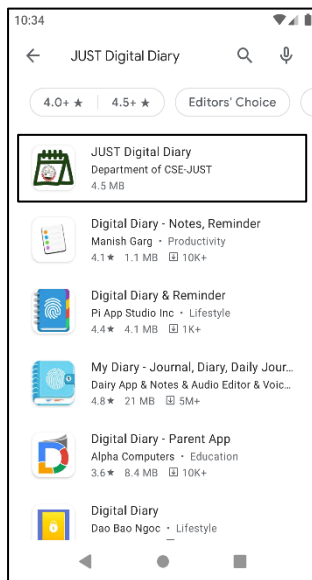 10:34
JUST Digital Diary
4.0+ ★ | 4.5+ ★ Editors' Choice
JUST Digital Diary
Department of CSE-JUST
4.5 MB
Digital Diary - Notes, Reminder
Manish Garg • Productivity
4.1★ 1.1 MB 10K+
Digital Diary & Reminder
Pi App Studio Inc • Lifestyle
4.4★ 4.1 MB 1K+
My Diary - Journal, Diary, Daily Jour...
Dairy App & Notes & Audio Editor & Voic...
4.8★ 21 MB 5M+
Digital Diary - Parent App
Alpha Computers • Education
3.6★ 8.4 MB 10K+
Digital Diary
Dao Bao Ngoc • Lifestyle